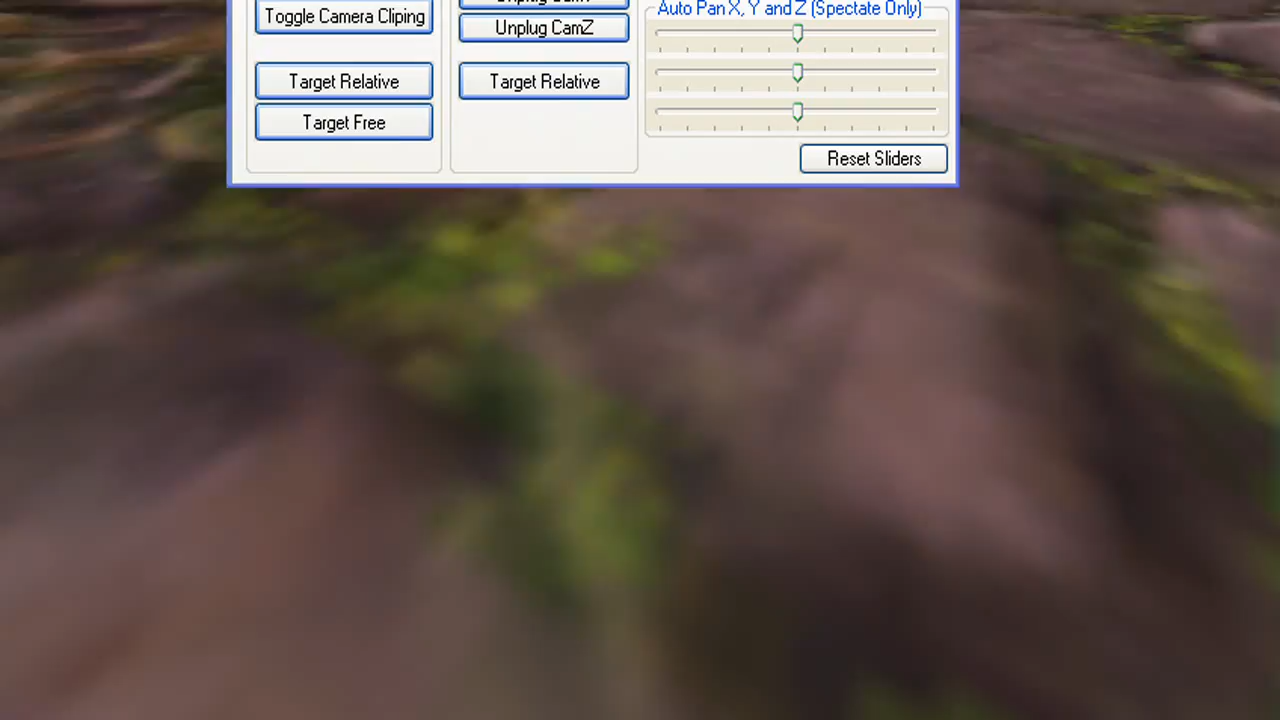 Toggle Camera Cliping
Target Relative
Target Free
Unplug CamZ
Target Relative
Auto Pan X, Y and Z (Spectate Only)
Reset Sliders